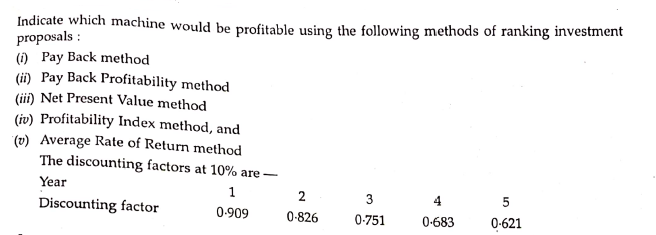 Indicate which machine would be profitable using the following methods of ranking investment
proposals :
(i) Pay Back method
(ii) Pay Back Profitability method
(iii) Net Present Value method
(iv) Profitability Index method, and
(v) Average Rate of Return method
The discounting factors at 10% are —
Year 1 2 3 4 5
Discounting factor 0·909 0·826 0·751 0·683 0·621